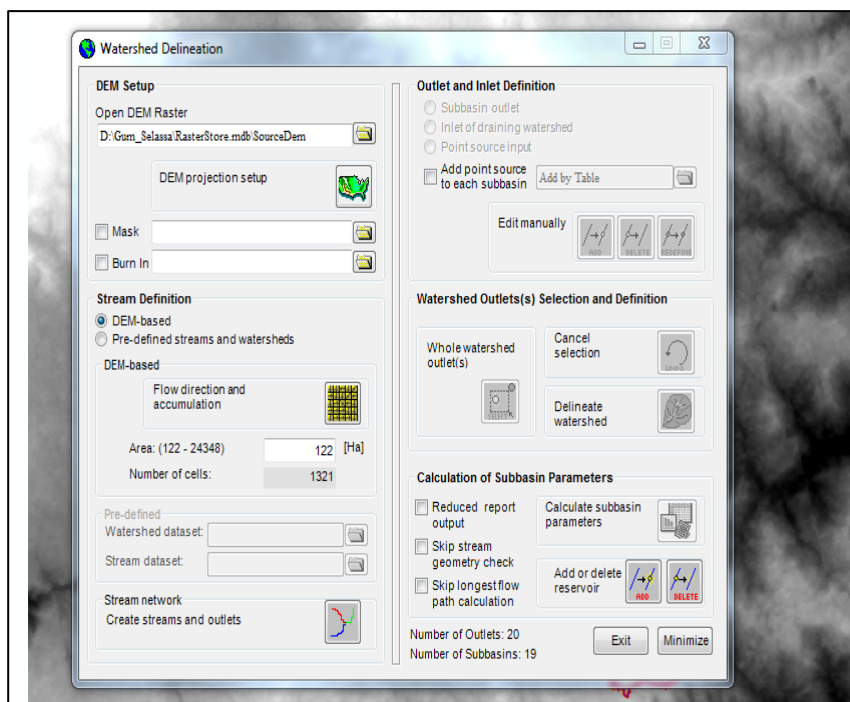 Watershed Delineation
DEM Setup
Open DEM Raster
D:\Gum_Selassa\RasterStore.mdb\SourceDem
DEM projection setup
Mask
Burn In
Stream Definition
DEM-based
Pre-defined streams and watersheds
DEM-based
Flow direction and
accumulation
Area: (122 - 24348)
122
[Ha]
Number of cells:
1321
Pre-defined
Watershed dataset:
Stream dataset:
Stream network
Create streams and outlets
Outlet and Inlet Definition
Subbasin outlet
Inlet of draining watershed
Point source input
Add point source
to each subbasin
Add by Table
Edit manually
ADD
DELETE
REDEFINE
Watershed Outlets(s) Selection and Definition
Whole watershed
outlet(s)
SELECT
Cancel
selection
UNDO
Delineate
watershed
Calculation of Subbasin Parameters
Reduced report
output
Skip stream
geometry check
Skip longest flow
path calculation
Calculate subbasin
parameters
Add or delete
reservoir
ADD
DELETE
Number of Outlets: 20
Number of Subbasins: 19
Exit
Minimize